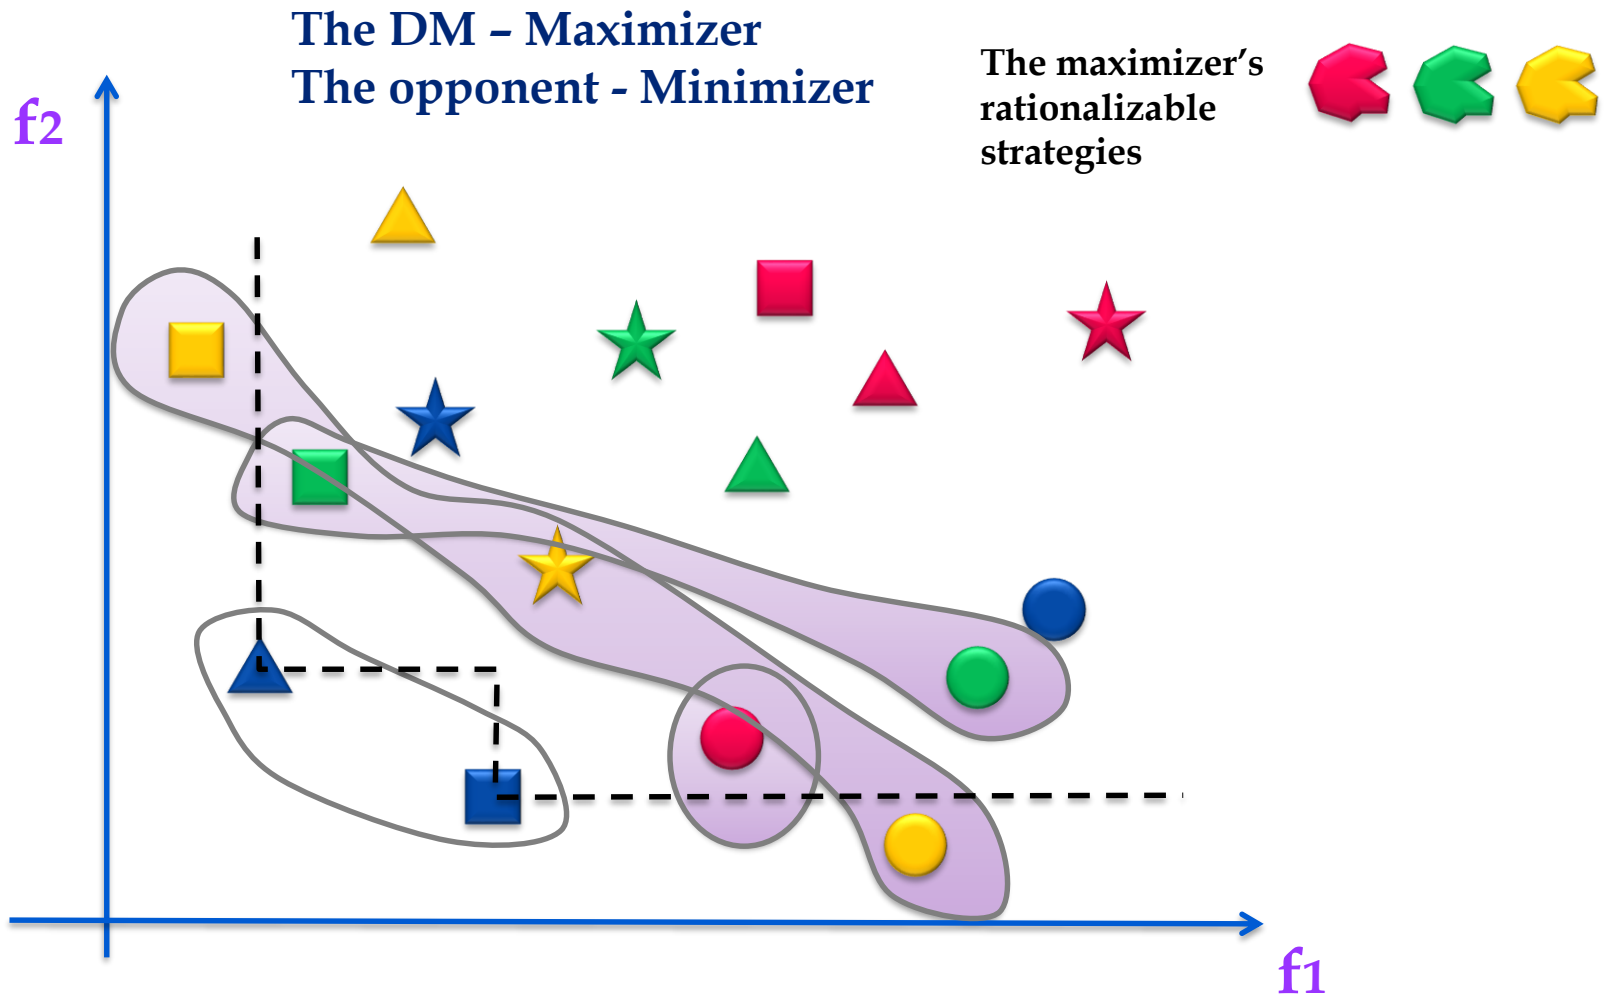 The DM – Maximizer
The opponent - Minimizer
The maximizer's
rationalizable
strategies
f2
f1